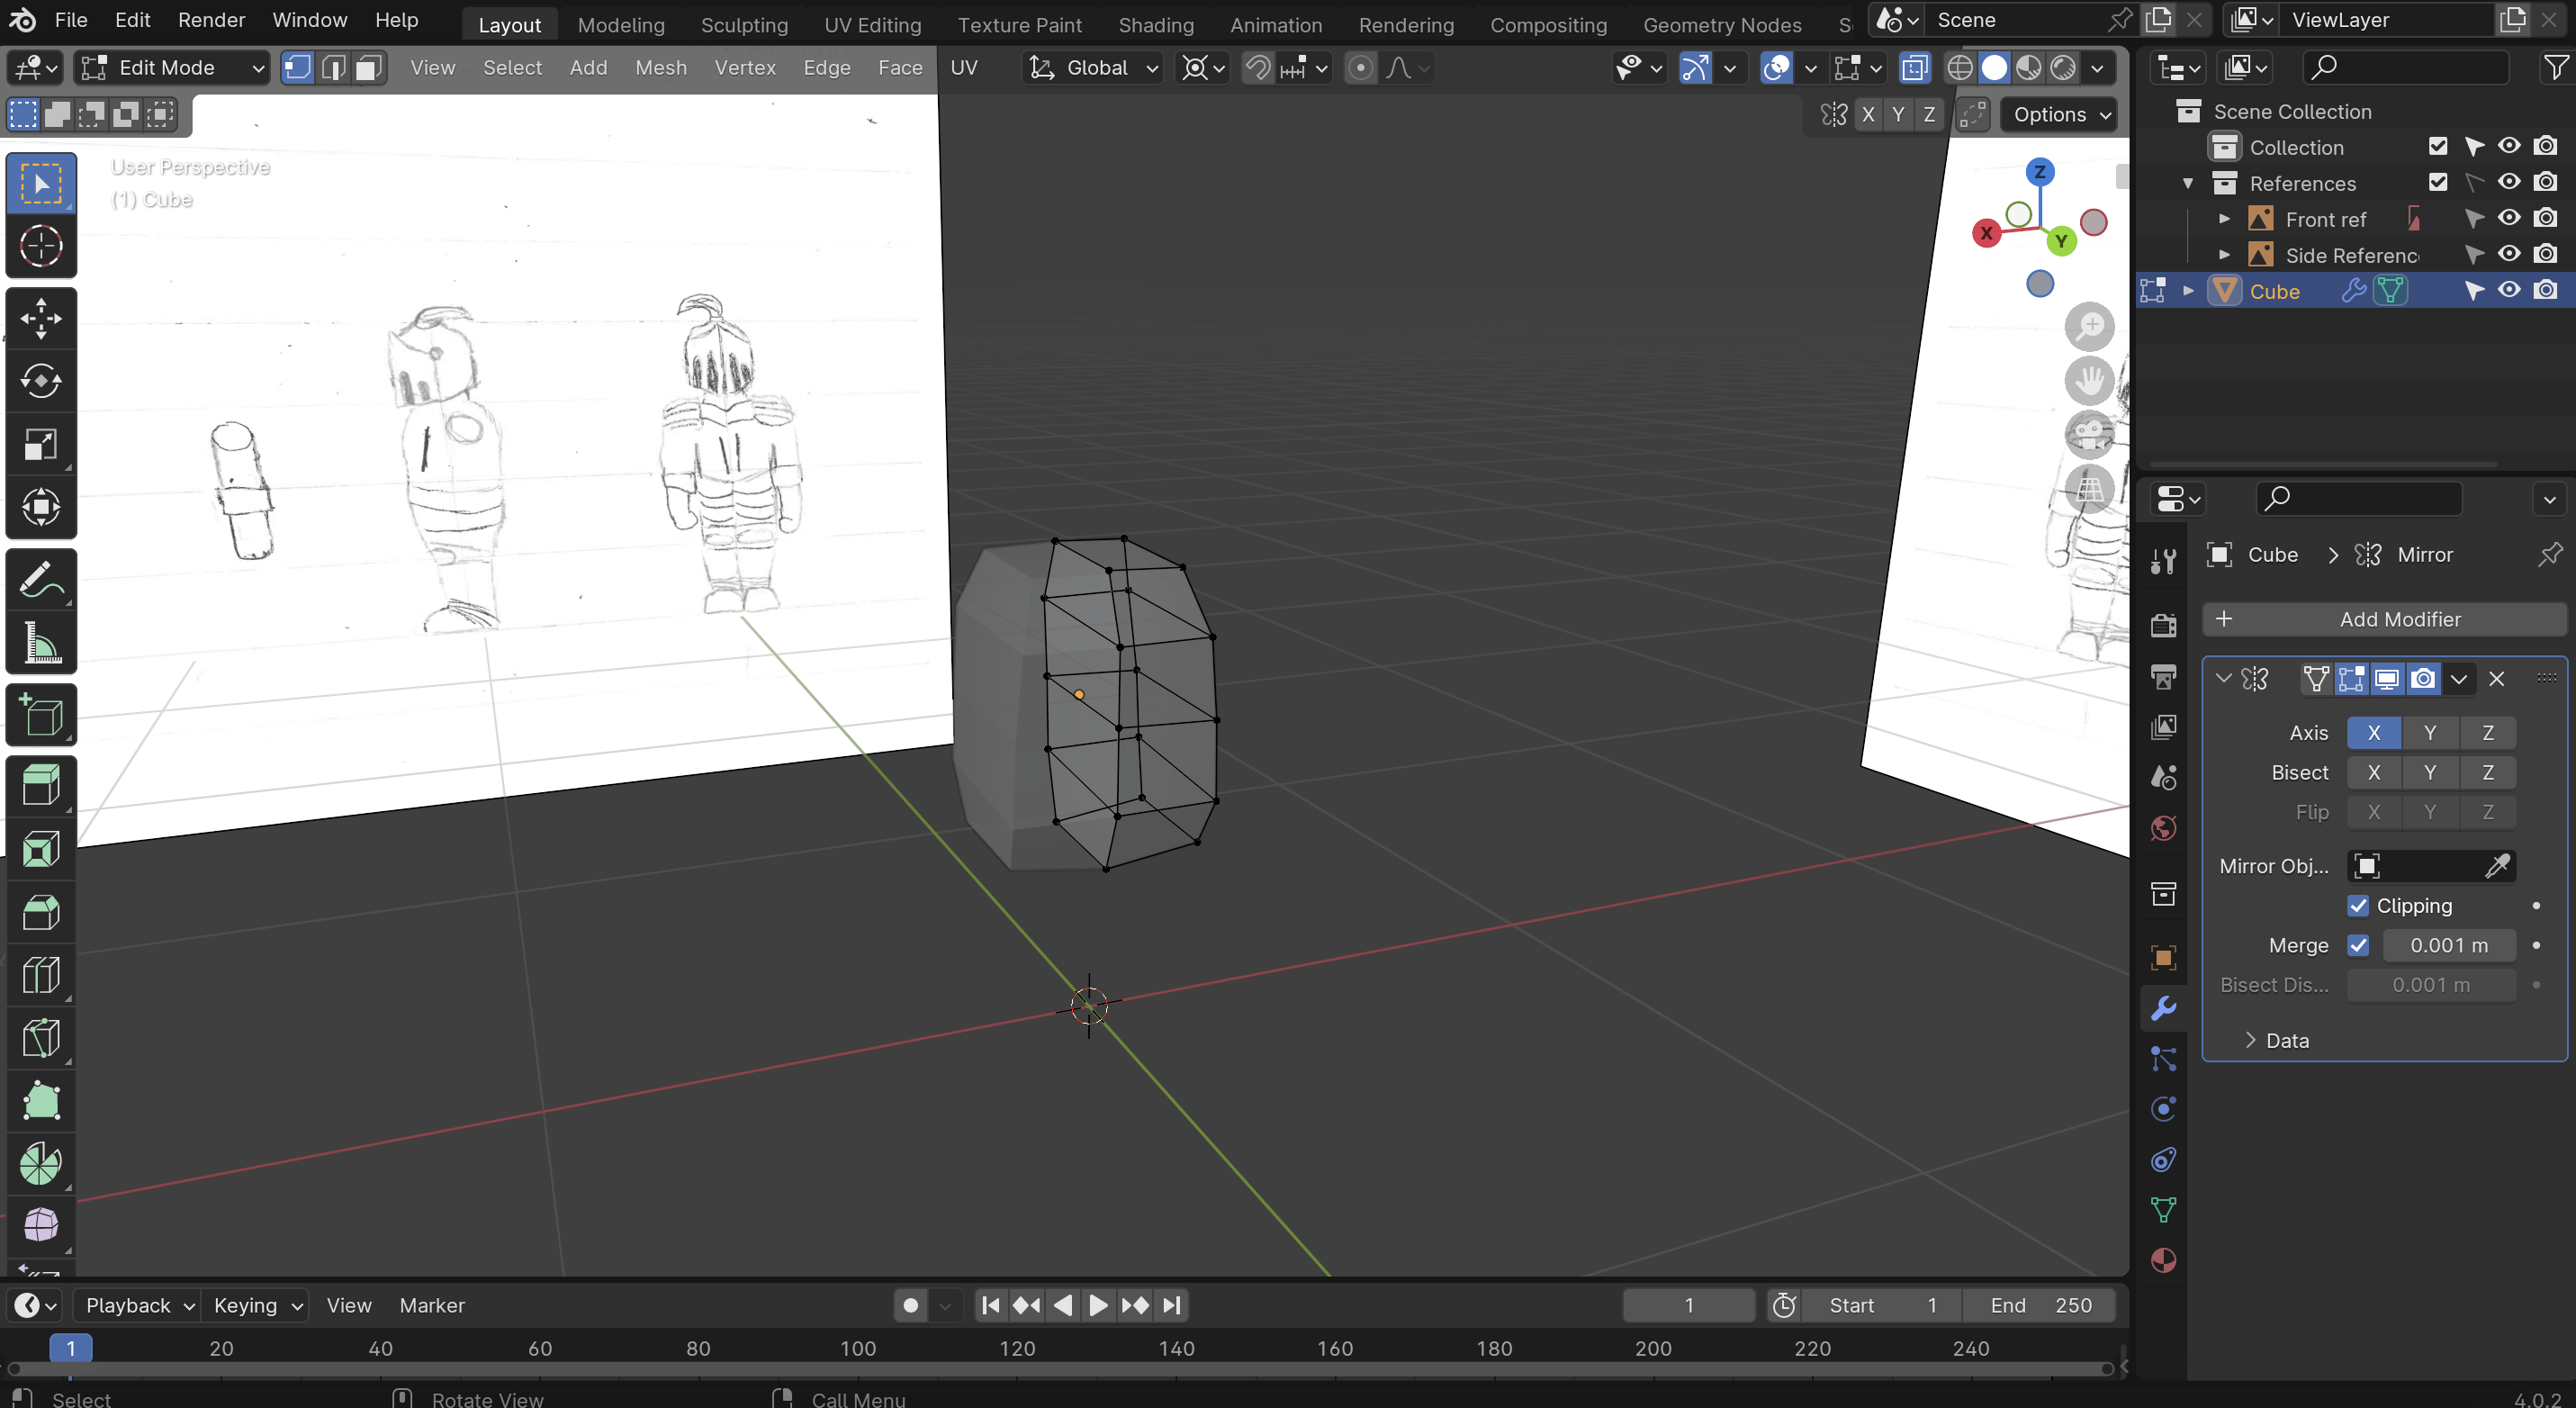 File Edit Render Window Help Layout Modeling Sculpting UV Editing Texture Paint Shading Animation Rendering Compositing Geometry Nodes Scene ViewLayer
Edit Mode View Select Add Mesh Vertex Edge Face UV Global
X Y Z Options
User Perspective
(1) Cube
Z
X
Y
Scene Collection
Collection
References
Front ref
Side Referenc
Cube
Cube > Mirror
+ Add Modifier
Axis X Y Z
Bisect X Y Z
Flip X Y Z
Mirror Obj...
Clipping
Merge 0.001 m
Bisect Dis... 0.001 m
Data
Playback Keying View Marker 1 Start 1 End 250
1 20 40 60 80 100 120 140 160 180 200 220 240
Select Rotate View Call Menu 4.0.2